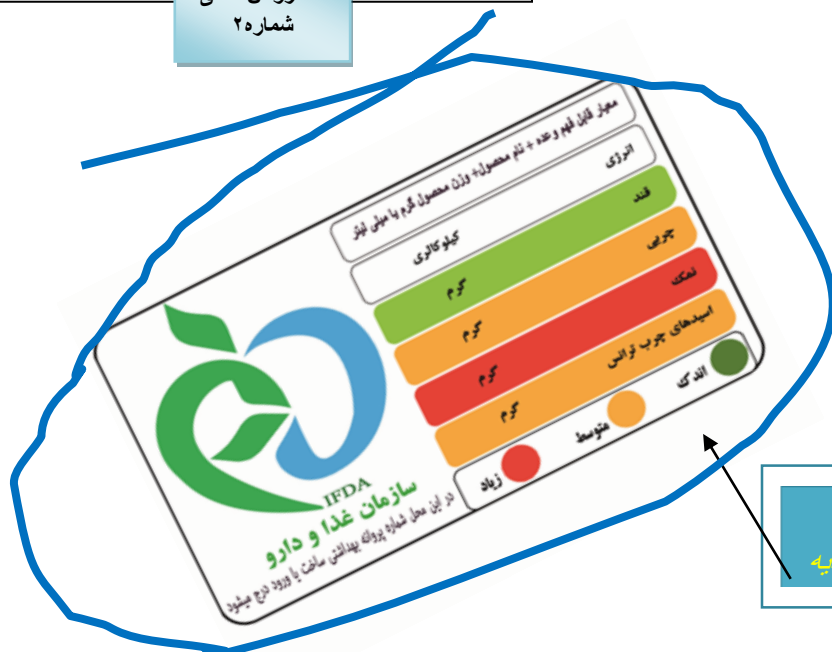 شماره۲
معیار قابل فهم وعده + نام محصول+ وزن محصول گرم یا میلی لیتر
انرژی کیلوکالری
قند گرم
چربی گرم
نمک گرم
اسیدهای چرب ترانس گرم
اندک متوسط زیاد
IFDA
سازمان غذا و دارو
در این محل شماره پروانه بهداشتی ساخت یا ورود درج میشود